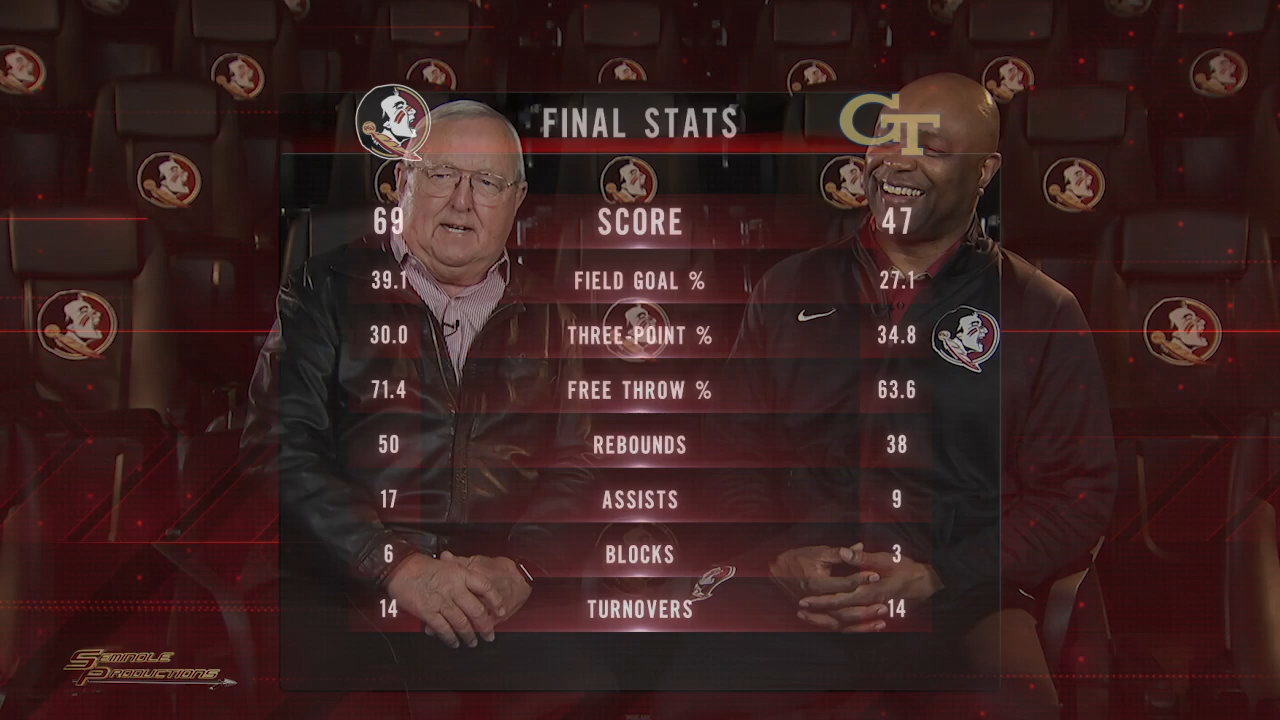 GT
FINAL STATS
69 SCORE 47
39.1 FIELD GOAL % 27.1
30.0 THREE-POINT % 34.8
71.4 FREE THROW % 63.6
50 REBOUNDS 38
17 ASSISTS 9
6 BLOCKS 3
14 TURNOVERS 14
SEMINOLE
PRODUCTIONS